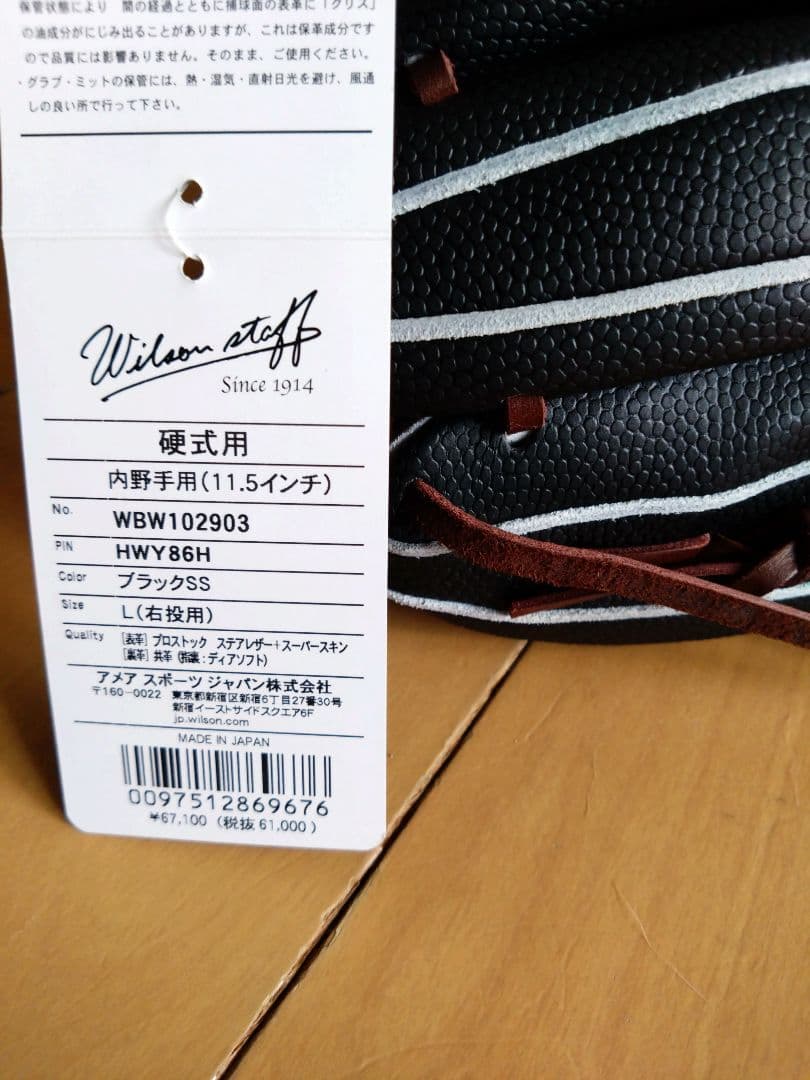 保管状態により 間の経過とともに捕球面の表革に「グリス」
の油成分がにじみ出ることがありますが、これは保革成分です
ので品質には影響ありません。そのまま、ご使用ください。
・グラブ・ミットの保管には、熱・湿気・直射日光を避け、風通
しの良い所で行って下さい。
Wilson staff
Since 1914
硬式用
内野手用(11.5インチ)
No. WBW102903
PIN HWY86H
Color ブラックSS
Size L(右投用)
Quality [表革] プロストック ステアレザー+スーパースキン
[裏革] 共革 (指裏:ディアソフト)
アメア スポーツ ジャパン株式会社
〒160-0022 東京都新宿区新宿6丁目27番30号
新宿イーストサイドスクエア6F
jp.wilson.com
MADE IN JAPAN
0097512869676
¥67,100 (税抜 61,000)